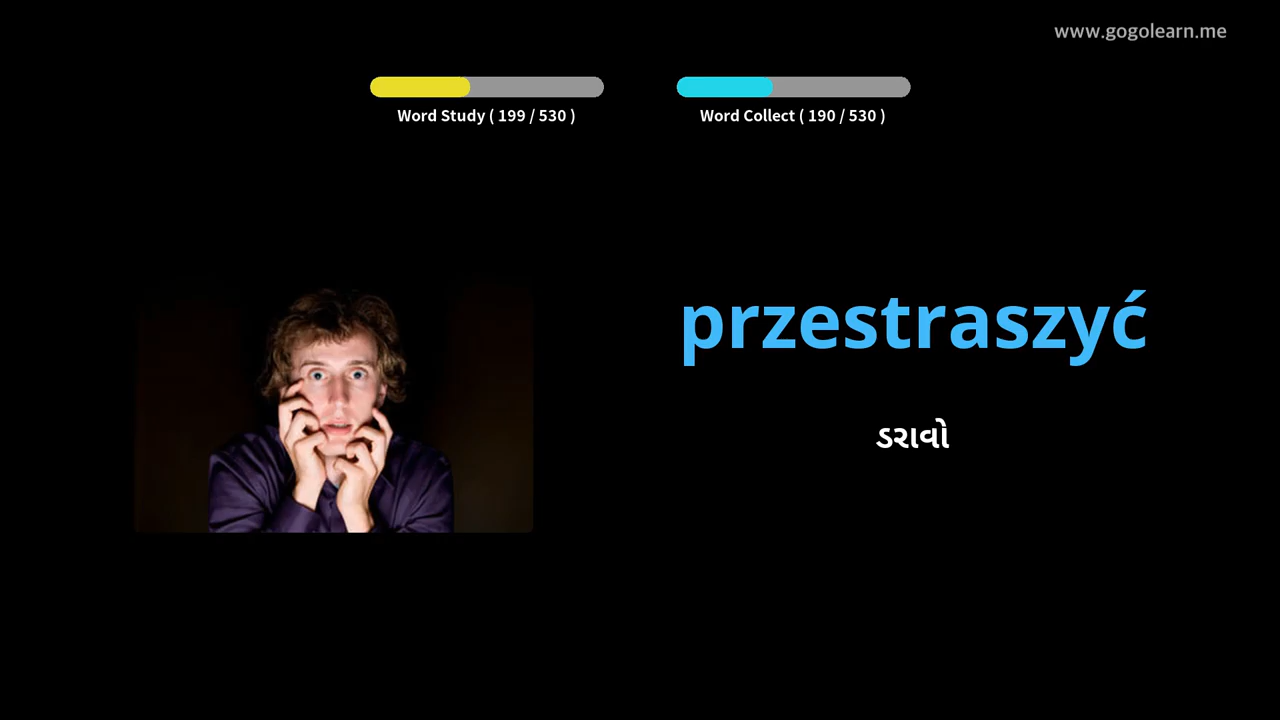 www.gogolearn.me
Word Study ( 199 / 530 )
Word Collect ( 190 / 530 )
przestraszyć
ડરાવો